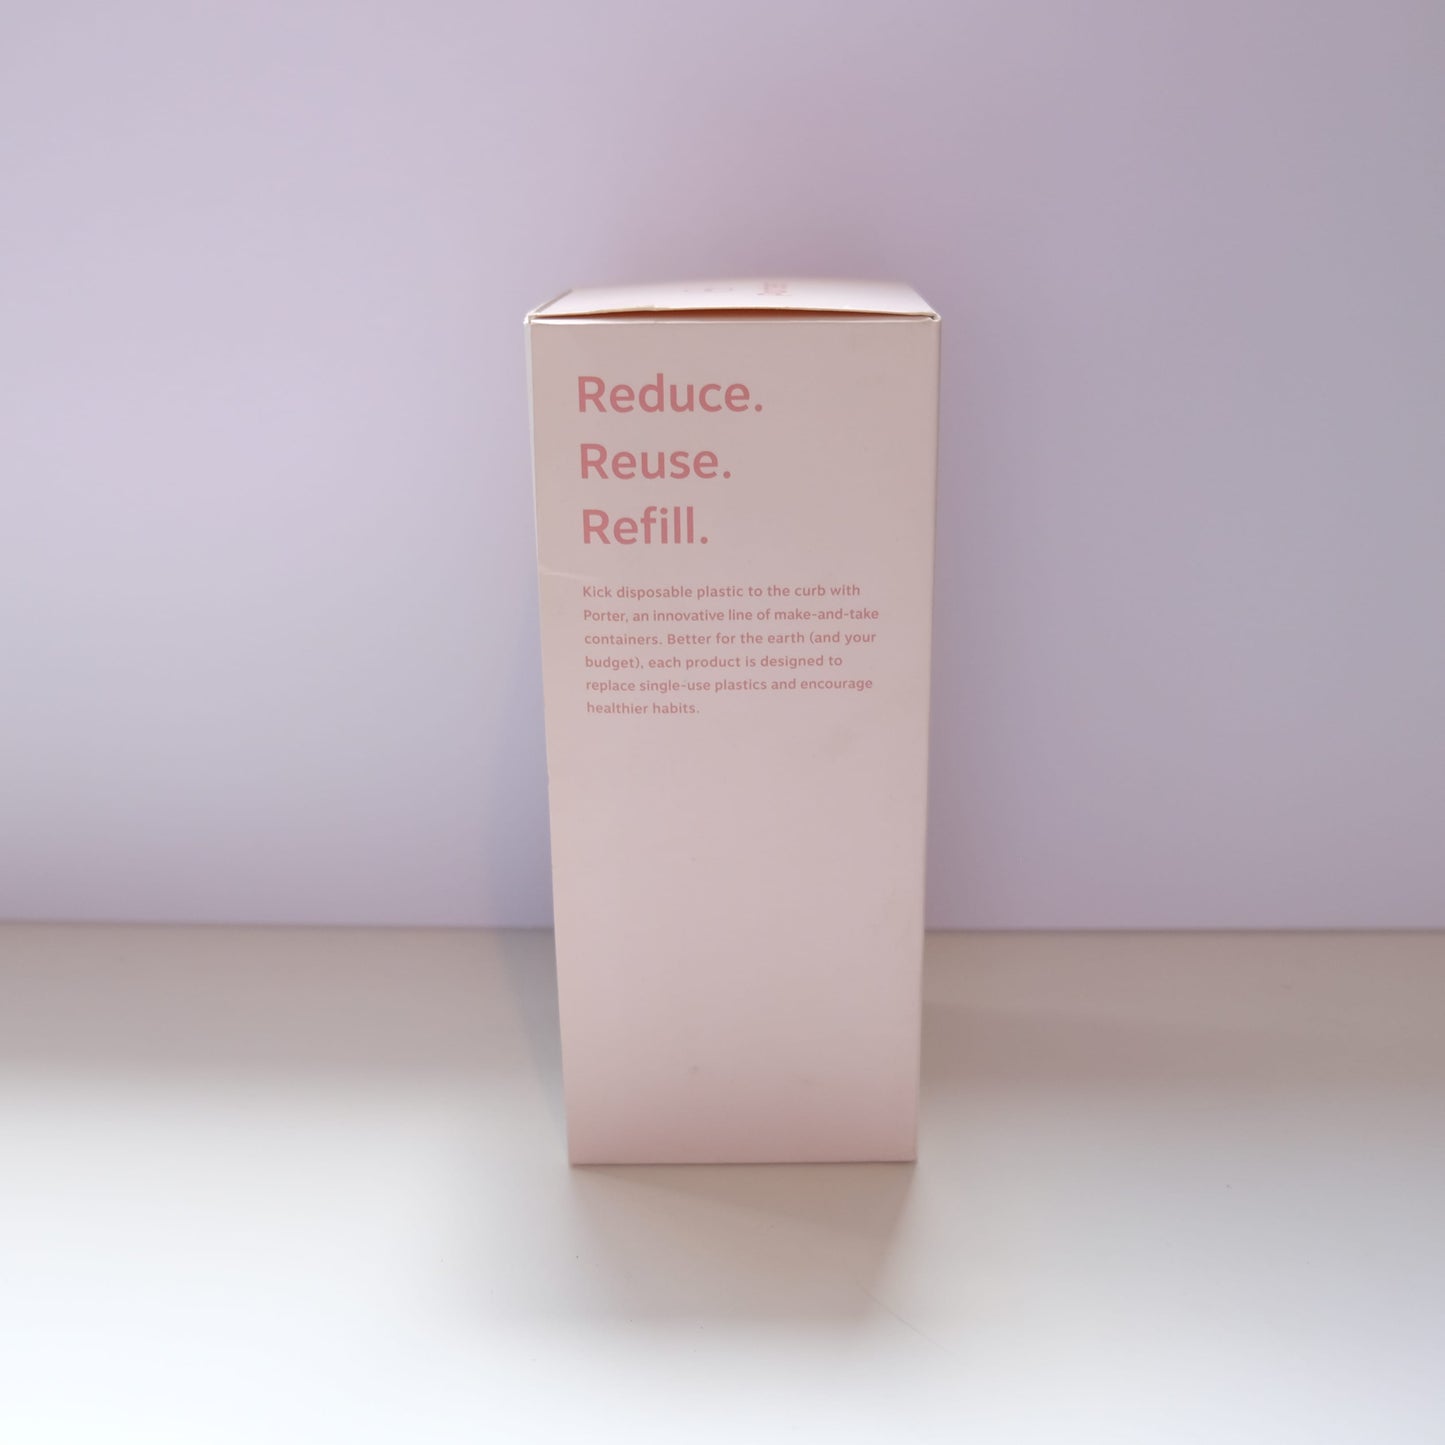 Reduce.
Reuse.
Refill.
Kick disposable plastic to the curb with
Porter, an innovative line of make-and-take
containers. Better for the earth (and your
budget), each product is designed to
replace single-use plastics and encourage
healthier habits.